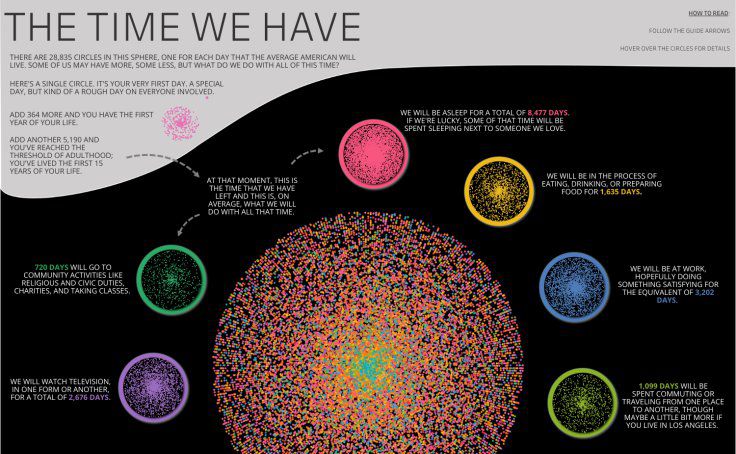 THE TIME WE HAVE
HOW TO READ:
FOLLOW THE GUIDE ARROWS
HOVER OVER THE CIRCLES FOR DETAILS
THERE ARE 28,835 CIRCLES IN THIS SPHERE, ONE FOR EACH DAY THAT THE AVERAGE AMERICAN WILL
LIVE. SOME OF US MAY HAVE MORE, SOME LESS, BUT WHAT DO WE DO WITH ALL OF THIS TIME?
HERE'S A SINGLE CIRCLE. IT'S YOUR VERY FIRST DAY. A SPECIAL
DAY, BUT KIND OF A ROUGH DAY ON EVERYONE INVOLVED.
ADD 364 MORE AND YOU HAVE THE FIRST
YEAR OF YOUR LIFE.
ADD ANOTHER 5,190 AND
YOU'VE REACHED THE
THRESHOLD OF ADULTHOOD;
YOU'VE LIVED THE FIRST 15
YEARS OF YOUR LIFE.
AT THAT MOMENT, THIS IS
THE TIME THAT WE HAVE
LEFT AND THIS IS, ON
AVERAGE, WHAT WE WILL
DO WITH ALL THAT TIME.
WE WILL BE ASLEEP FOR A TOTAL OF 8,477 DAYS.
IF WE'RE LUCKY, SOME OF THAT TIME WILL BE
SPENT SLEEPING NEXT TO SOMEONE WE LOVE.
WE WILL BE IN THE PROCESS OF
EATING, DRINKING, OR PREPARING
FOOD FOR 1,635 DAYS.
WE WILL BE AT WORK,
HOPEFULLY DOING
SOMETHING SATISFYING FOR
THE EQUIVALENT OF 3,202
DAYS.
1,099 DAYS WILL BE
SPENT COMMUTING OR
TRAVELING FROM ONE PLACE
TO ANOTHER, THOUGH
MAYBE A LITTLE BIT MORE IF
YOU LIVE IN LOS ANGELES.
720 DAYS WILL GO TO
COMMUNITY ACTIVITIES LIKE
RELIGIOUS AND CIVIC DUTIES,
CHARITIES, AND TAKING CLASSES.
WE WILL WATCH TELEVISION,
IN ONE FORM OR ANOTHER,
FOR A TOTAL OF 2,676 DAYS.